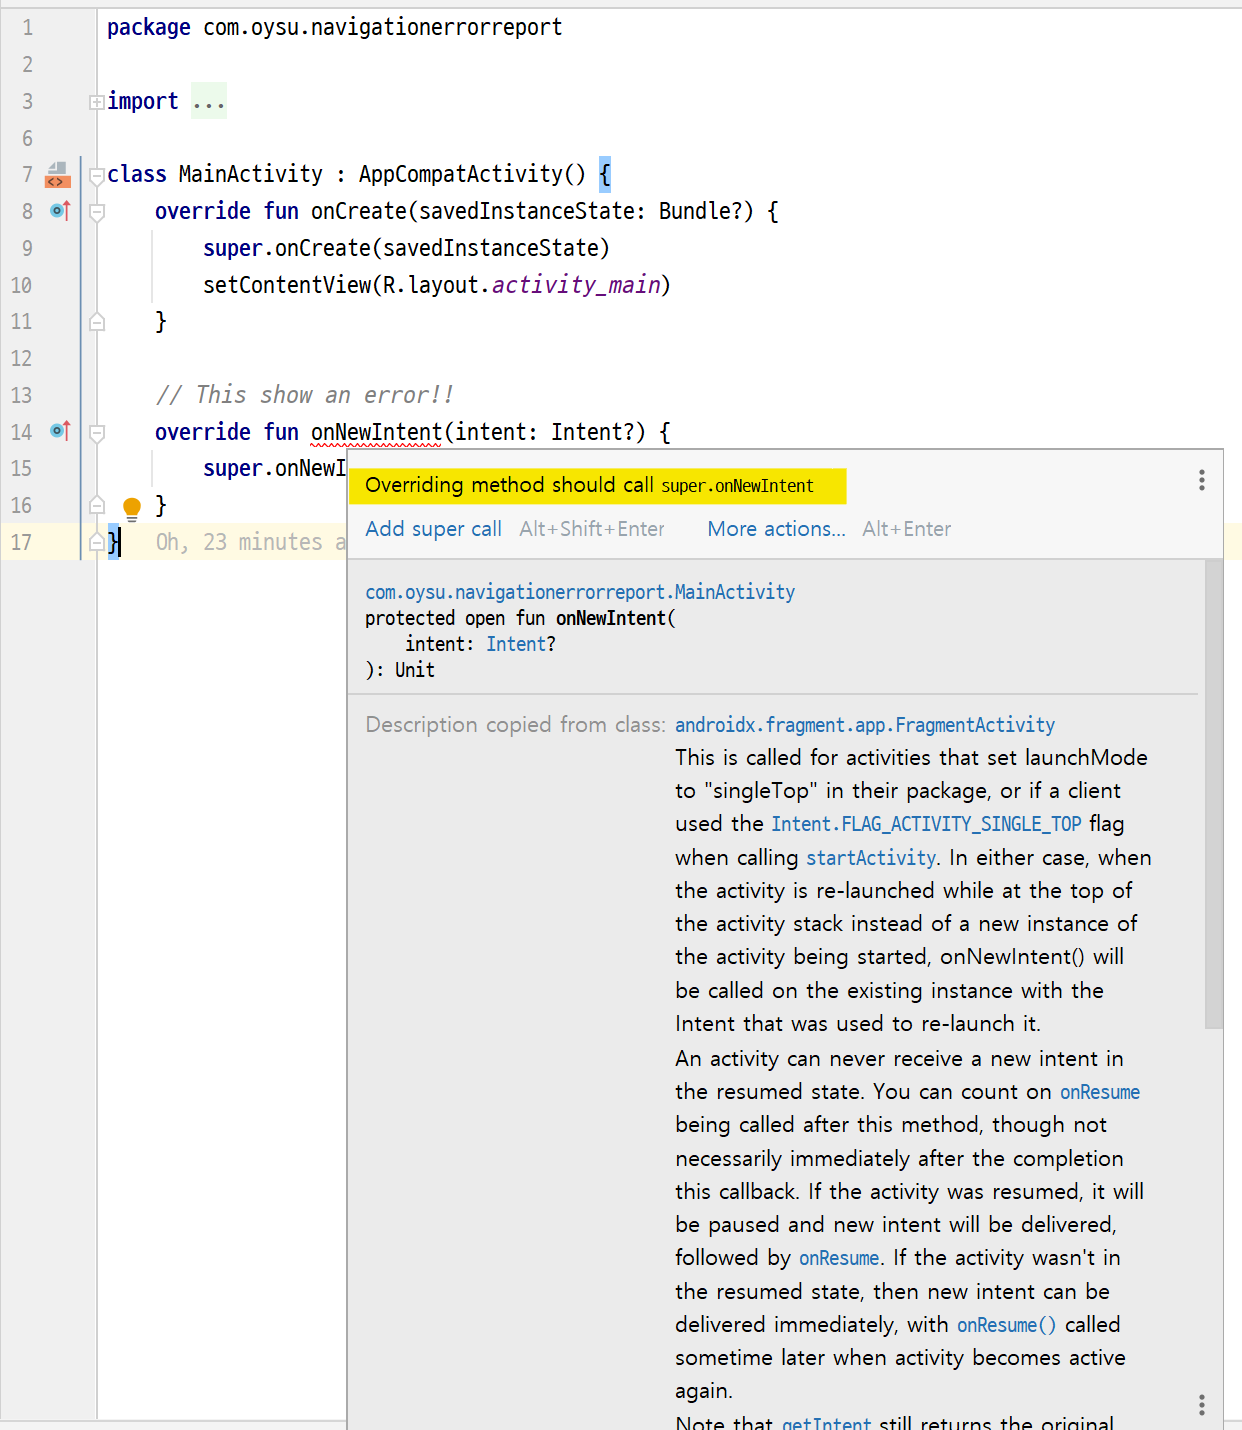 1 package com.oysu.navigationerrorreport
2
3 import ...
6
7 class MainActivity : AppCompatActivity() {
8 override fun onCreate(savedInstanceState: Bundle?) {
9 super.onCreate(savedInstanceState)
10 setContentView(R.layout.activity_main)
11 }
12
13 // This show an error!!
14 override fun onNewIntent(intent: Intent?) {
15 super.onNewI
16 }
17 } Oh, 23 minutes a
Overriding method should call super.onNewIntent
Add super call Alt+Shift+Enter More actions... Alt+Enter
com.oysu.navigationerrorreport.MainActivity
protected open fun onNewIntent(
intent: Intent?
): Unit
Description copied from class: androidx.fragment.app.FragmentActivity
This is called for activities that set launchMode
to "singleTop" in their package, or if a client
used the Intent.FLAG_ACTIVITY_SINGLE_TOP flag
when calling startActivity. In either case, when
the activity is re-launched while at the top of
the activity stack instead of a new instance of
the activity being started, onNewIntent() will
be called on the existing instance with the
Intent that was used to re-launch it.
An activity can never receive a new intent in
the resumed state. You can count on onResume
being called after this method, though not
necessarily immediately after the completion
this callback. If the activity was resumed, it will
be paused and new intent will be delivered,
followed by onResume. If the activity wasn't in
the resumed state, then new intent can be
delivered immediately, with onResume() called
sometime later when activity becomes active
again.
Note that getIntent still returns the original